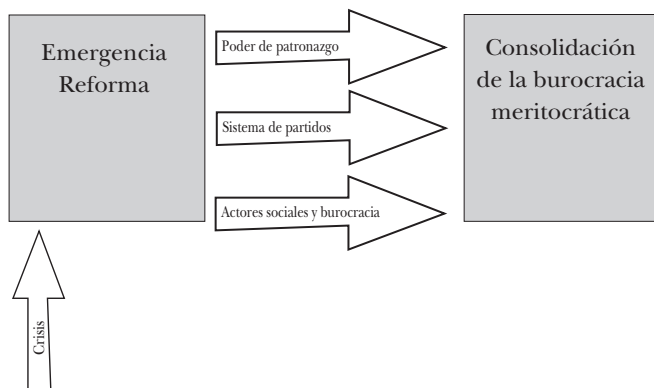 Emergencia
Reforma
Poder de patronazgo
Sistema de partidos
Actores sociales y burocracia
Consolidación
de la burocracia
meritocrática
Crisis